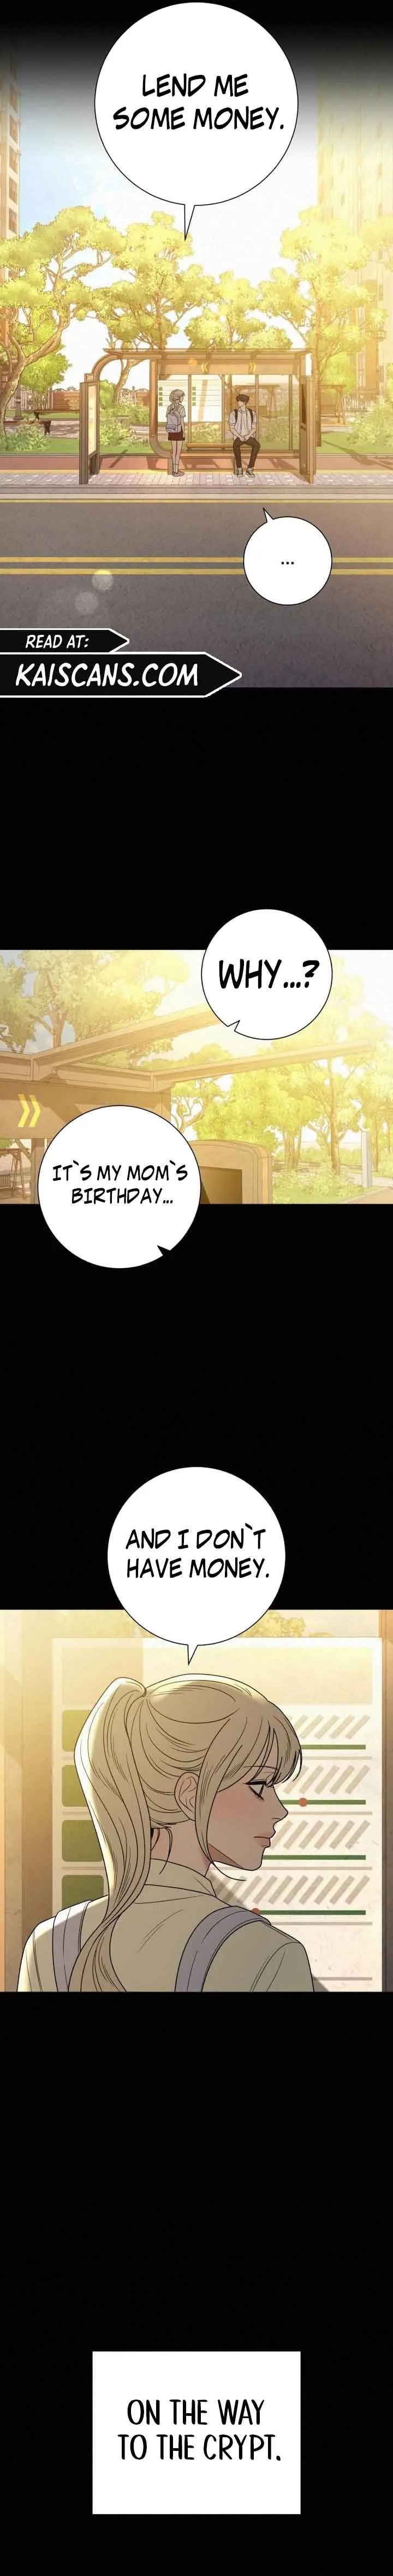 LEND ME
SOME MONEY.
...
READ AT:
KAISCANS.COM
WHY...?
IT`S MY MOM`S
BIRTHDAY...
AND I DON`T
HAVE MONEY.
ON THE WAY
TO THE CRYPT.